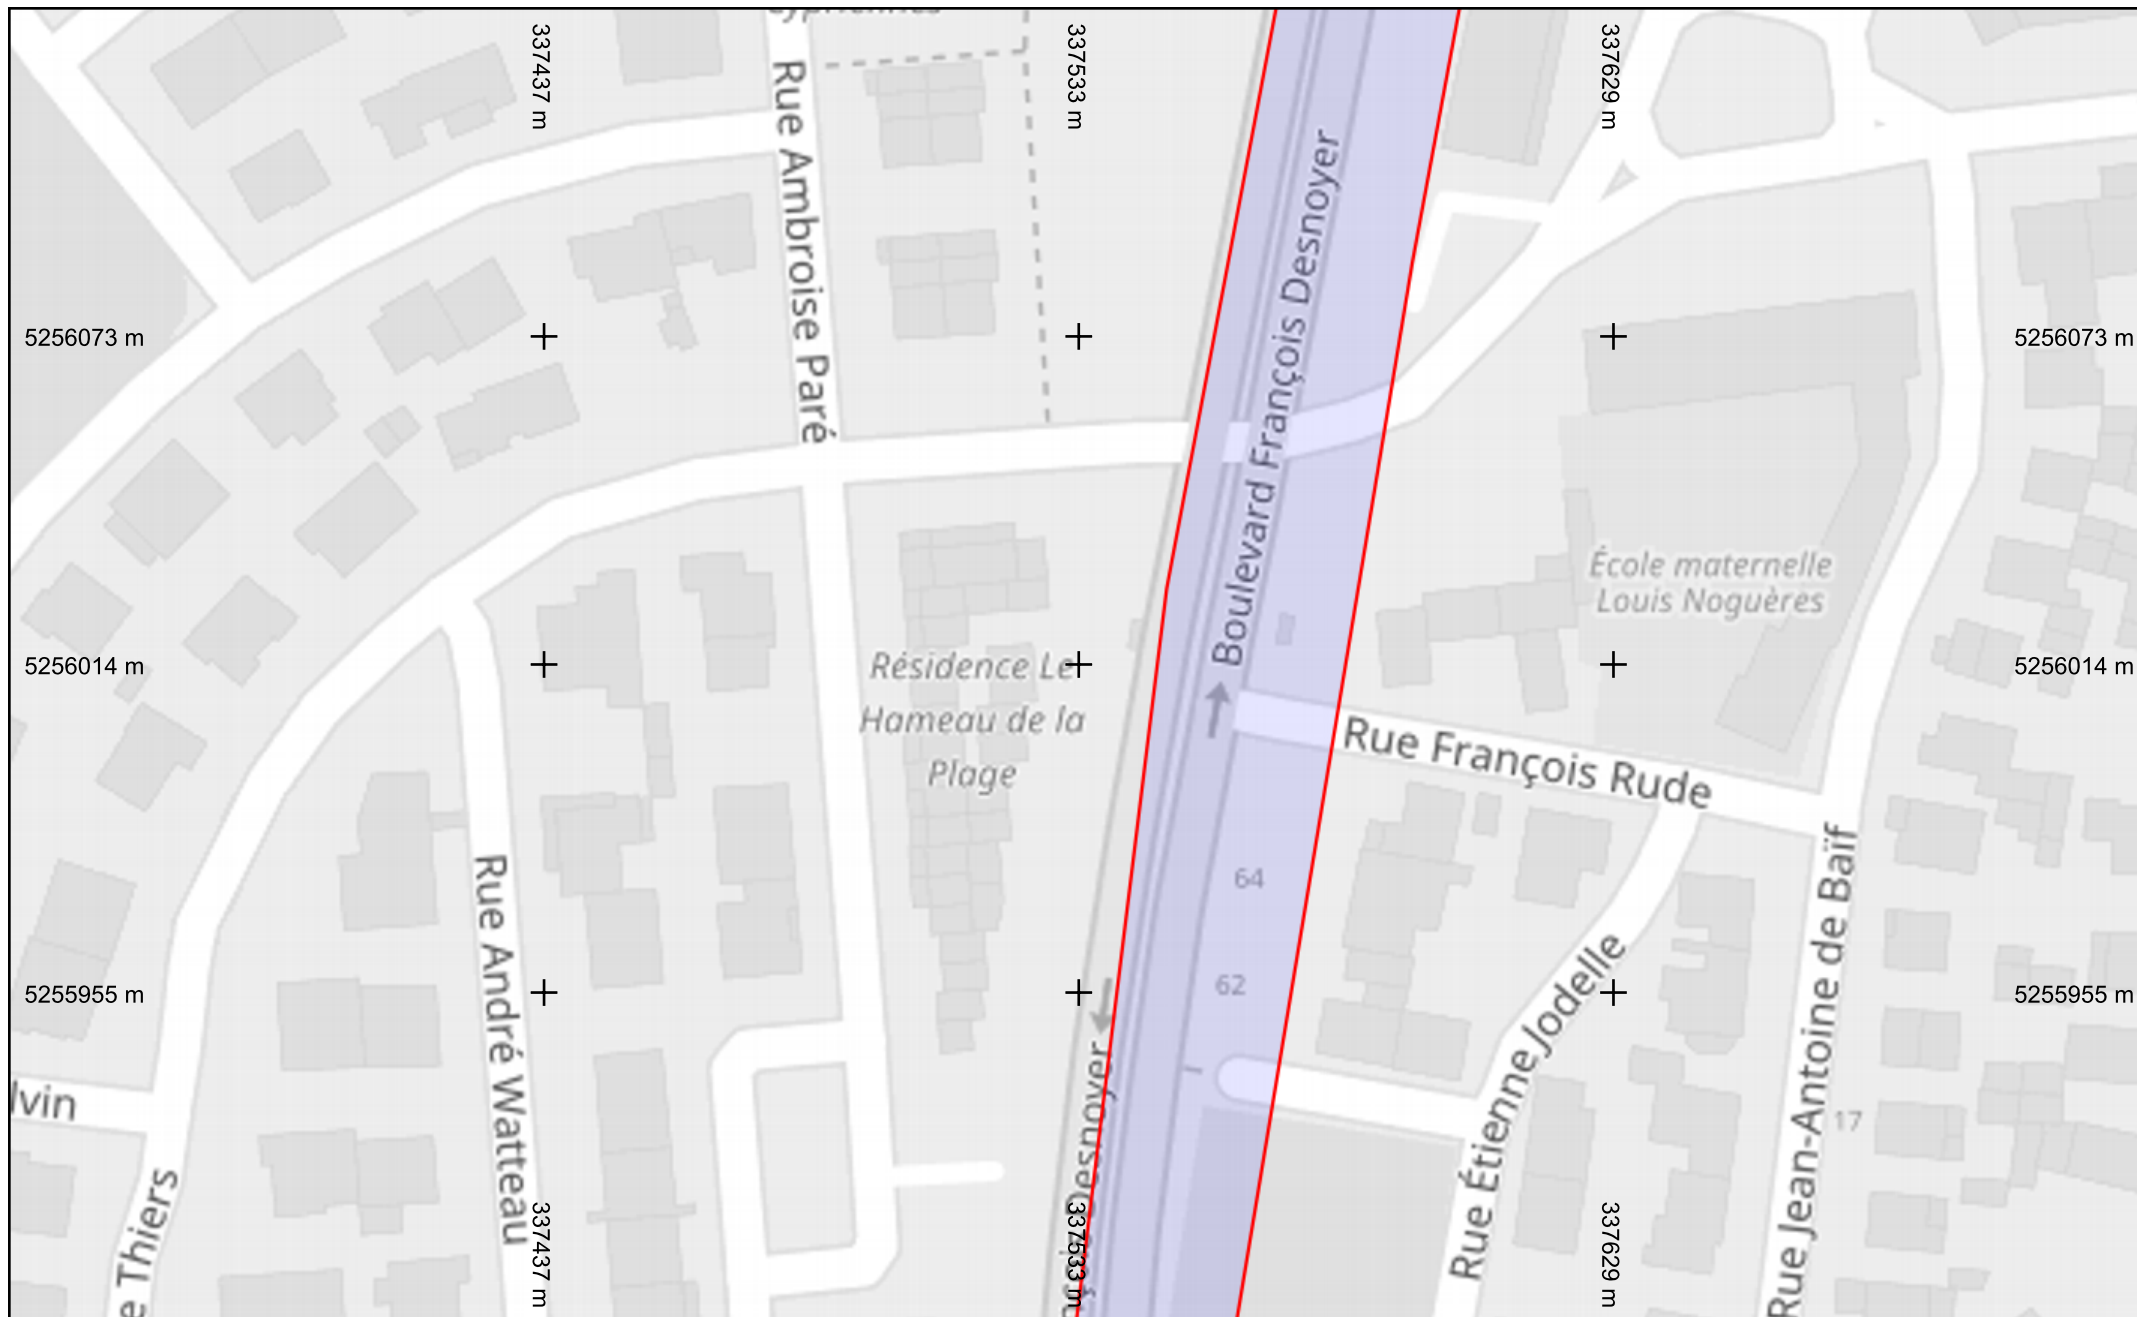 337437 m
337533 m
337629 m
Rue Ambroise Paré
Boulevard François Desnoyer
5256073 m
5256073 m
École maternelle
Louis Noguères
5256014 m
Résidence Le
Hameau de la
Plage
5256014 m
Rue François Rude
64
Rue André Watteau
62
Rue Étienne Jodelle
Rue Jean-Antoine de Baïf
5255955 m
5255955 m
Desnoyer
lvin
17
e Thiers
337437 m
337533 m
337629 m